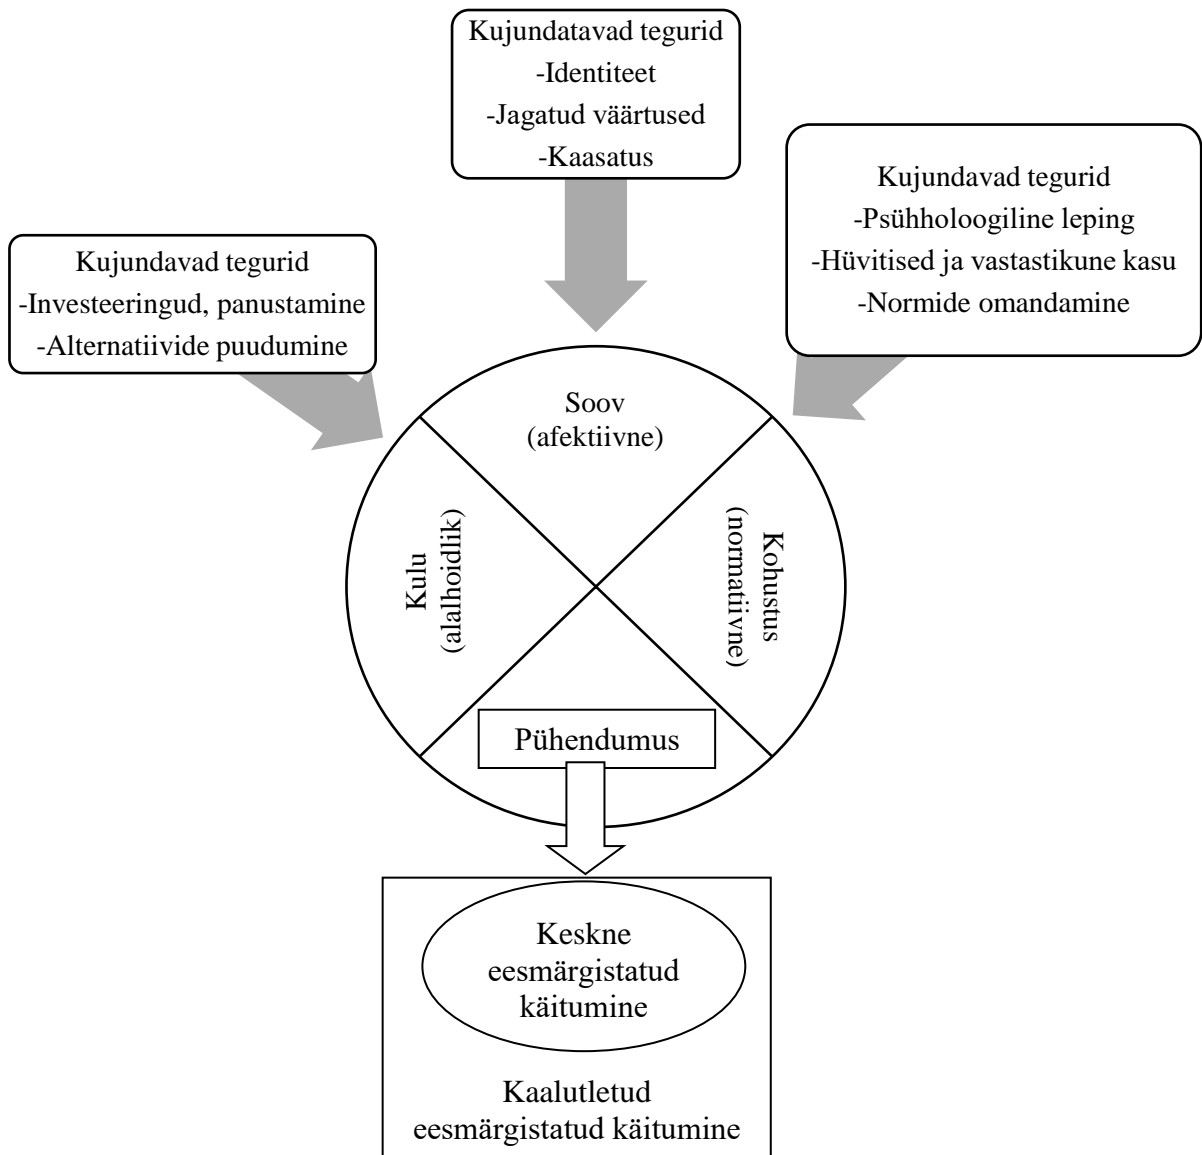 Kujundatavad tegurid
-Identiteet
-Jagatud väärtused
-Kaasatus
Kujundavad tegurid
-Psühholoogiline leping
-Hüvitised ja vastastikune kasu
-Normide omandamine
Kujundavad tegurid
-Investeeringud, panustamine
-Alternatiivide puudumine
Soov
(afektiivne)
Kulu
(alalhoidlik)
Kohustus
(normatiivne)
Pühendumus
Keskne
eesmärgistatud
käitumine
Kaalutletud
eesmärgistatud käitumine